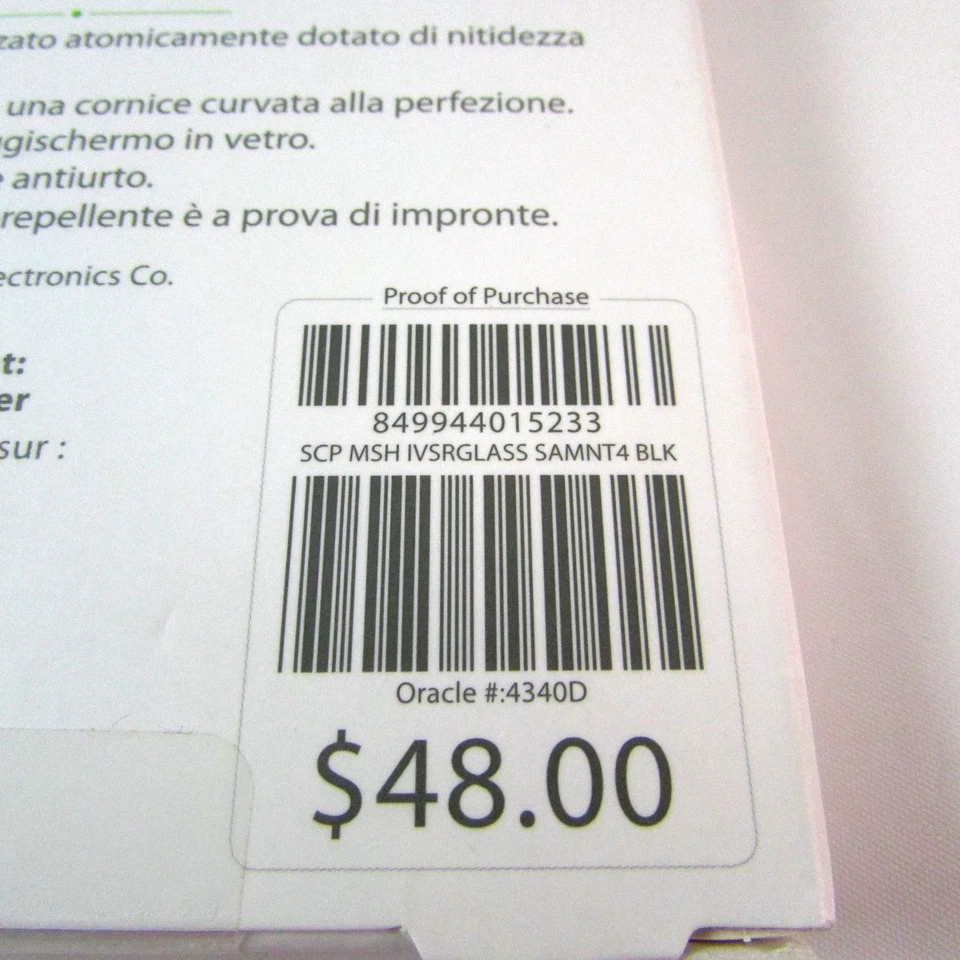 zato atomicamente dotato di nitidezza
una cornice curvata alla perfezione.
gischermo in vetro.
e antiurto.
repellente è a prova di impronte.
ectronics Co.
t:
er
sur :
Proof of Purchase
849944015233
SCP MSH IVSRGLASS SAMNT4 BLK
Oracle #:4340D
$48.00